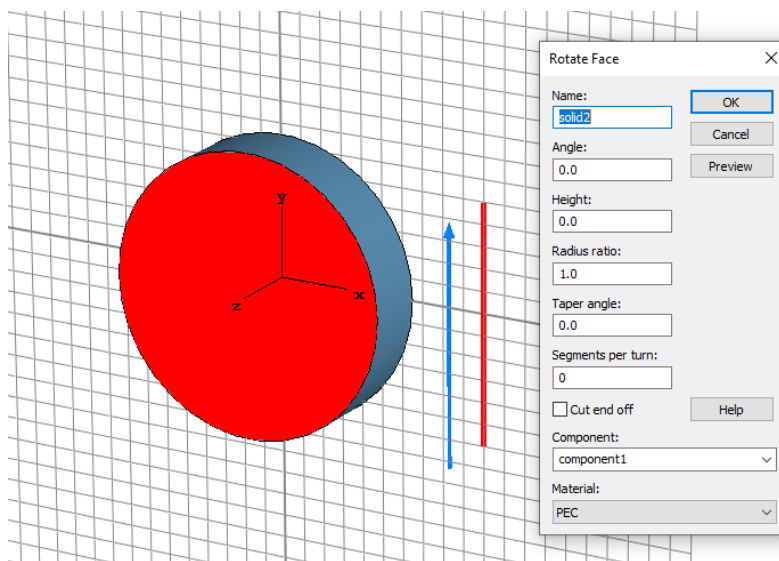 Rotate Face
Name:
solid2
OK
Cancel
Angle:
0.0
Preview
Height:
0.0
Radius ratio:
1.0
Taper angle:
0.0
Segments per turn:
0
Cut end off
Help
Component:
component1
Material:
PEC
y
z
x